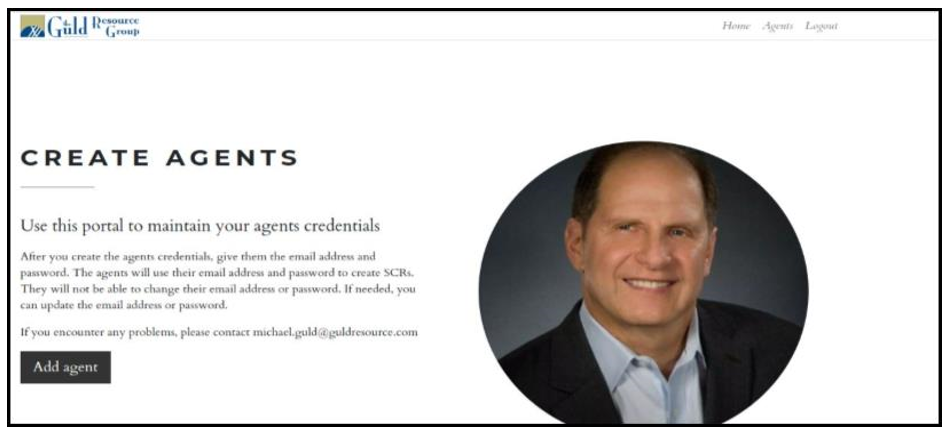 the Guld Resource Group
Home Agents Logout
CREATE AGENTS
Use this portal to maintain your agents credentials
After you create the agents credentials, give them the email address and
password. The agents will use their email address and password to create SCRs.
They will not be able to change their email address or password. If needed, you
can update the email address or password.
If you encounter any problems, please contact michael.guld@guldresource.com
Add agent